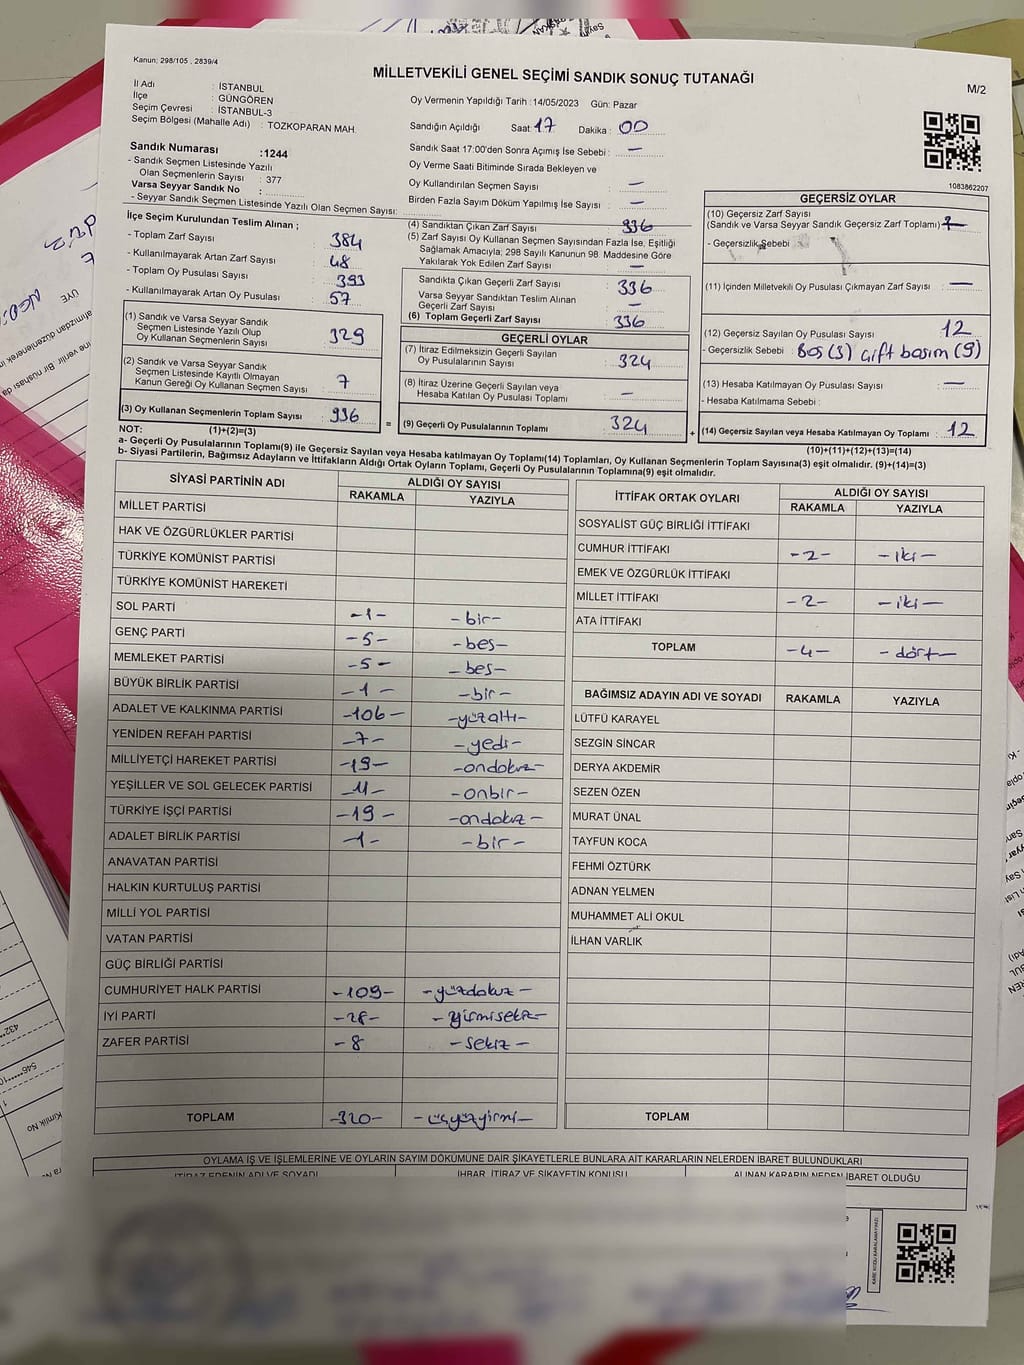 Kanun; 298/105 , 2839/4
MİLLETVEKİLİ GENEL SEÇİMİ SANDIK SONUÇ TUTANAĞI
M/2
İl Adı : İSTANBUL
İlçe : GÜNGÖREN
Seçim Çevresi : İSTANBUL-3
Seçim Bölgesi (Mahalle Adı) : TOZKOPARAN MAH.
Oy Vermenin Yapıldığı Tarih : 14/05/2023 Gün: Pazar
Sandığın Açıldığı Saat : 17 Dakika : 00
Sandık Saat 17:00'den Sonra Açımış İse Sebebi : —
Oy Verme Saati Bitiminde Sırada Bekleyen ve
Oy Kullandırılan Seçmen Sayısı —
Birden Fazla Sayım Döküm Yapılmış İse Sayısı : —
Sandık Numarası :1244
- Sandık Seçmen Listesinde Yazılı
Olan Seçmenlerin Sayısı : 377
Varsa Seyyar Sandık No :
- Seyyar Sandık Seçmen Listesinde Yazılı Olan Seçmen Sayısı:
1083862207
İlçe Seçim Kurulundan Teslim Alınan ;
- Toplam Zarf Sayısı 384
- Kullanılmayarak Artan Zarf Sayısı : 48
- Toplam Oy Pusulası Sayısı 393
- Kullanılmayarak Artan Oy Pusulası : 57
(1) Sandık ve Varsa Seyyar Sandık
Seçmen Listesinde Yazılı Olup
Oy Kullanan Seçmenlerin Sayısı : 329
(2) Sandık ve Varsa Seyyar Sandık
Seçmen Listesinde Kayıtlı Olmayan
Kanun Gereği Oy Kullanan Seçmen Sayısı : 7
(3) Oy Kullanan Seçmenlerin Toplam Sayısı : 336
(1)+(2)=(3)
(4) Sandıktan Çıkan Zarf Sayısı : 336
(5) Zarf Sayısı Oy Kullanan Seçmen Sayısından Fazla İse, Eşitliği
Sağlamak Amacıyla; 298 Sayılı Kanunun 98. Maddesine Göre
Yakılarak Yok Edilen Zarf Sayısı : —
Sandıkta Çıkan Geçerli Zarf Sayısı : 336
Varsa Seyyar Sandıktan Teslim Alınan
Geçerli Zarf Sayısı : —
(6) Toplam Geçerli Zarf Sayısı : 336
GEÇERLİ OYLAR
(7) İtiraz Edilmeksizin Geçerli Sayılan
Oy Pusulalarının Sayısı : 324
(8) İtiraz Üzerine Geçerli Sayılan veya
Hesaba Katılan Oy Pusulası Toplamı : —
= (9) Geçerli Oy Pusulalarının Toplamı : 324
GEÇERSİZ OYLAR
(10) Geçersiz Zarf Sayısı
(Sandık ve Varsa Seyyar Sandık Geçersiz Zarf Toplamı) :
- Geçersizlik Sebebi
(11) İçinden Milletvekili Oy Pusulası Çıkmayan Zarf Sayısı : —
(12) Geçersiz Sayılan Oy Pusulası Sayısı : 12
- Geçersizlik Sebebi : Boş (3) çift basım (9)
(13) Hesaba Katılmayan Oy Pusulası Sayısı : —
- Hesaba Katılmama Sebebi :
+ (14) Geçersiz Sayılan veya Hesaba Katılmayan Oy Toplamı : 12
(10)+(11)+(12)+(13)=(14)
NOT:
a- Geçerli Oy Pusulalarının Toplamı(9) ile Geçersiz Sayılan veya Hesaba katılmayan Oy Toplamı(14) Toplamları, Oy Kullanan Seçmenlerin Toplam Sayısına(3) eşit olmalıdır. (9)+(14)=(3)
b- Siyasi Partilerin, Bağımsız Adayların ve İttifakların Aldığı Ortak Oyların Toplamı, Geçerli Oy Pusulalarının Toplamına(9) eşit olmalıdır.
SİYASİ PARTİNİN ADI ALDIĞI OY SAYISI
RAKAMLA YAZIYLA
MİLLET PARTİSİ
HAK VE ÖZGÜRLÜKLER PARTİSİ
TÜRKİYE KOMÜNİST PARTİSİ
TÜRKİYE KOMÜNİST HAREKETİ
SOL PARTİ -1- -bir-
GENÇ PARTİ -5- -beş-
MEMLEKET PARTİSİ -5- -beş-
BÜYÜK BİRLİK PARTİSİ -1- -bir-
ADALET VE KALKINMA PARTİSİ -106- -yüzaltı-
YENİDEN REFAH PARTİSİ -7- -yedi-
MİLLİYETÇİ HAREKET PARTİSİ -19- -ondokuz-
YEŞİLLER VE SOL GELECEK PARTİSİ -11- -onbir-
TÜRKİYE İŞÇİ PARTİSİ -19- -ondokuz-
ADALET BİRLİK PARTİSİ -1- -bir-
ANAVATAN PARTİSİ
HALKIN KURTULUŞ PARTİSİ
MİLLİ YOL PARTİSİ
VATAN PARTİSİ
GÜÇ BİRLİĞİ PARTİSİ
CUMHURİYET HALK PARTİSİ -109- -yüzdokuz-
İYİ PARTİ -28- -yirmisekiz-
ZAFER PARTİSİ -8 -sekiz-
TOPLAM -320- -üçyüzyirmi-
İTTİFAK ORTAK OYLARI ALDIĞI OY SAYISI
RAKAMLA YAZIYLA
SOSYALİST GÜÇ BİRLİĞİ İTTİFAKI
CUMHUR İTTİFAKI -2- -iki-
EMEK VE ÖZGÜRLÜK İTTİFAKI
MİLLET İTTİFAKI -2- -iki-
ATA İTTİFAKI
TOPLAM -4- -dört-
BAĞIMSIZ ADAYIN ADI VE SOYADI RAKAMLA YAZIYLA
LÜTFÜ KARAYEL
SEZGİN SİNCAR
DERYA AKDEMİR
SEZEN ÖZEN
MURAT ÜNAL
TAYFUN KOCA
FEHMİ ÖZTÜRK
ADNAN YELMEN
MUHAMMET ALİ OKUL
İLHAN VARLIK
TOPLAM
OYLAMA İŞ VE İŞLEMLERİNE VE OYLARIN SAYIM DÖKÜMÜNE DAİR ŞİKAYETLERLE BUNLARA AİT KARARLARIN NELERDEN İBARET BULUNDUKLARI
İTİRAZ EDENİN ADI VE SOYADI İHBAR, İTİRAZ VE ŞİKAYETİN KONUSU ALINAN KARARIN NEDEN İBARET OLDUĞU